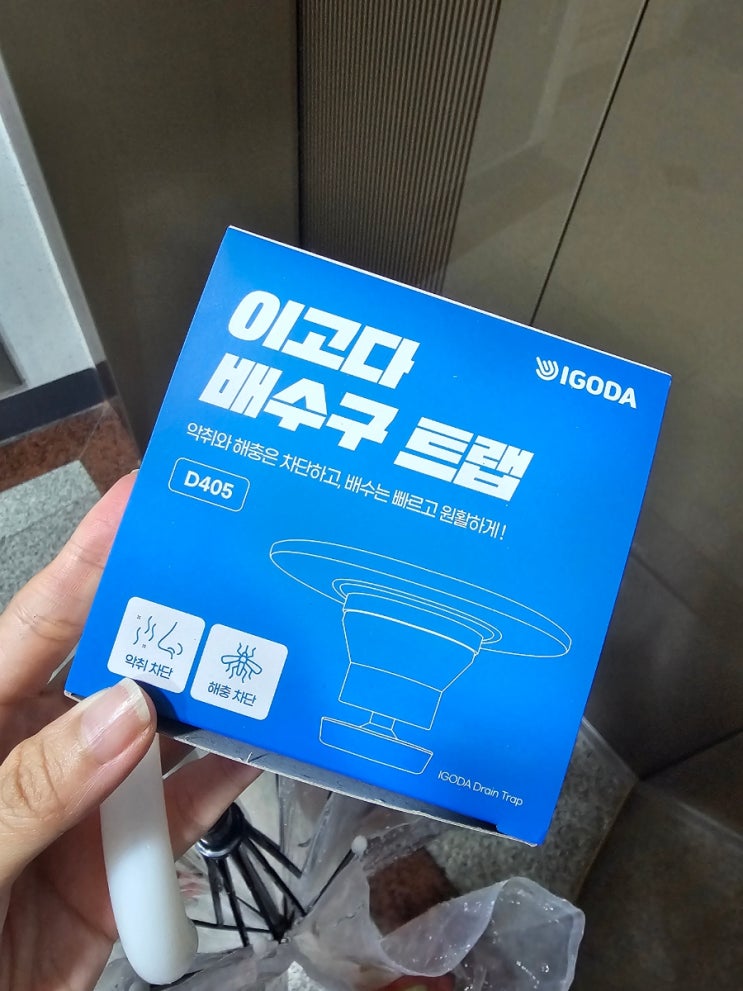 이고다
배수구 트랩
IGODA
악취와 해충은 차단하고, 배수는 빠르고 원활하게!
D405
악취 차단
해충 차단
IGODA Drain Trap